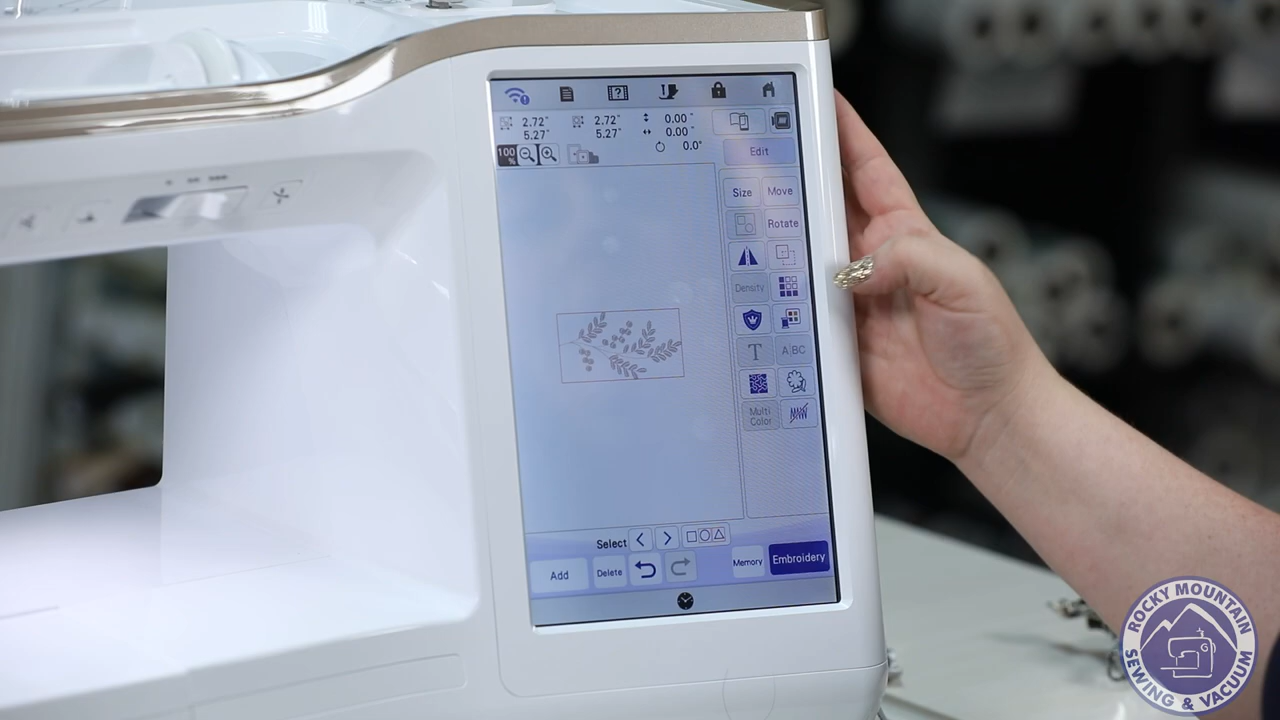 2.72" 2.72" 0.00"
5.27" 5.27" 0.00"
100 % 0.0°
Edit
Size Move
Rotate
Density
T A BC
Multi Color
Select
Add Delete Memory Embroidery
ROCKY MOUNTAIN
SEWING & VACUUM